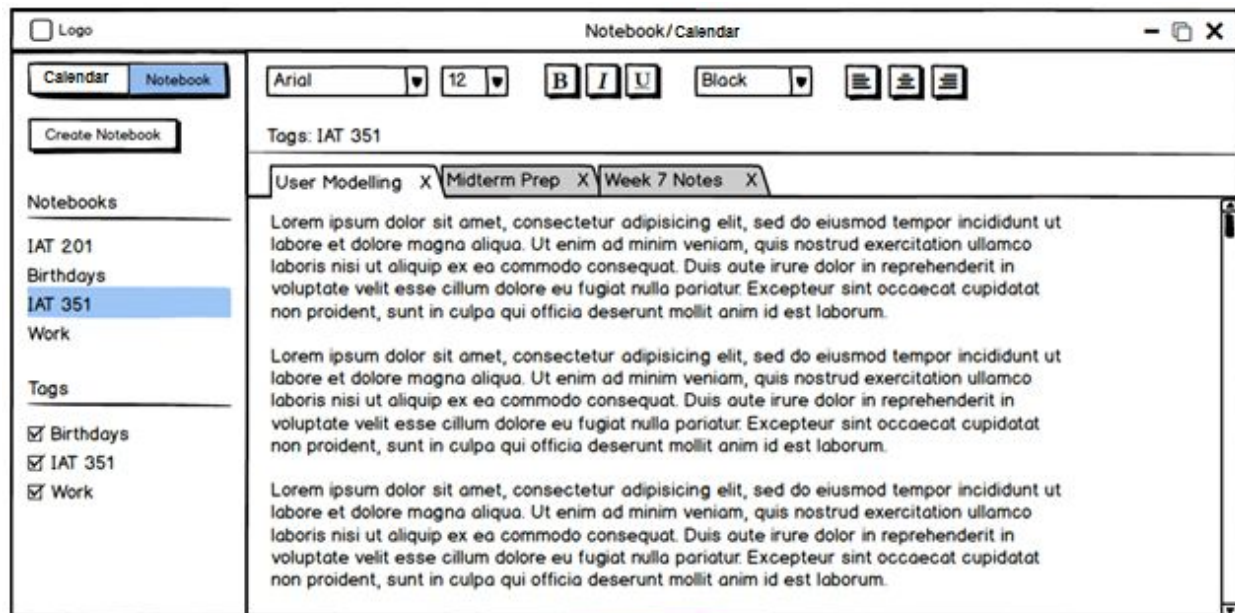 Logo
Notebook/Calendar
Calendar Notebook
Create Notebook
Notebooks
IAT 201
Birthdays
IAT 351
Work
Tags
Birthdays
IAT 351
Work
Arial 12 B I U Black
Tags: IAT 351
User Modelling X Midterm Prep X Week 7 Notes X
Lorem ipsum dolor sit amet, consectetur adipisicing elit, sed do eiusmod tempor incididunt ut
labore et dolore magna aliqua. Ut enim ad minim veniam, quis nostrud exercitation ullamco
laboris nisi ut aliquip ex ea commodo consequat. Duis aute irure dolor in reprehenderit in
voluptate velit esse cillum dolore eu fugiat nulla pariatur. Excepteur sint occaecat cupidatat
non proident, sunt in culpa qui officia deserunt mollit anim id est laborum.
Lorem ipsum dolor sit amet, consectetur adipisicing elit, sed do eiusmod tempor incididunt ut
labore et dolore magna aliqua. Ut enim ad minim veniam, quis nostrud exercitation ullamco
laboris nisi ut aliquip ex ea commodo consequat. Duis aute irure dolor in reprehenderit in
voluptate velit esse cillum dolore eu fugiat nulla pariatur. Excepteur sint occaecat cupidatat
non proident, sunt in culpa qui officia deserunt mollit anim id est laborum.
Lorem ipsum dolor sit amet, consectetur adipisicing elit, sed do eiusmod tempor incididunt ut
labore et dolore magna aliqua. Ut enim ad minim veniam, quis nostrud exercitation ullamco
laboris nisi ut aliquip ex ea commodo consequat. Duis aute irure dolor in reprehenderit in
voluptate velit esse cillum dolore eu fugiat nulla pariatur. Excepteur sint occaecat cupidatat
non proident, sunt in culpa qui officia deserunt mollit anim id est laborum.